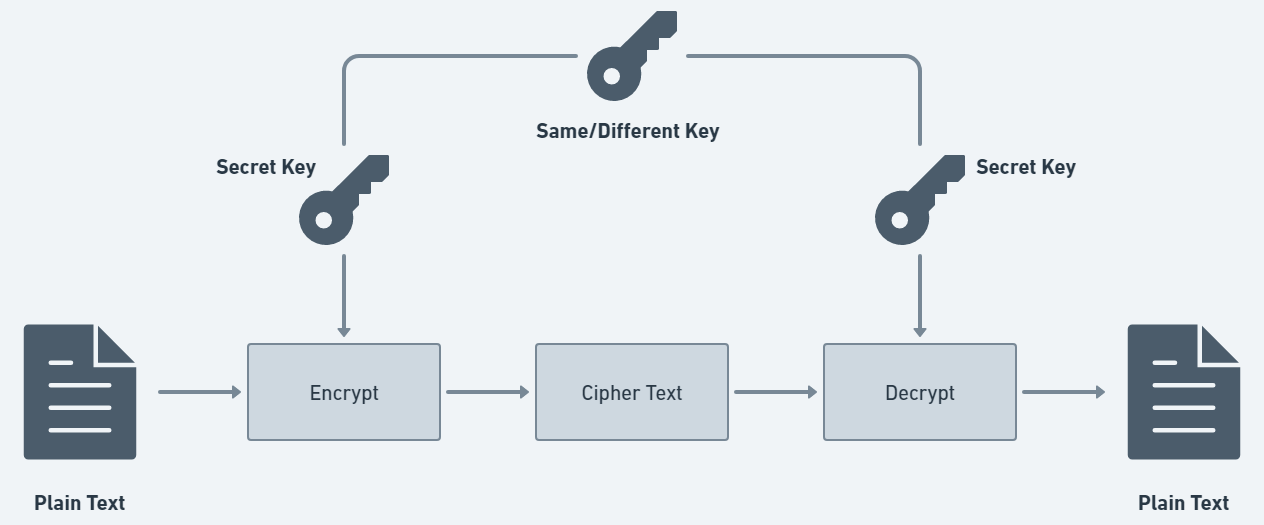 Same/Different Key
Secret Key
Secret Key
Encrypt
Cipher Text
Decrypt
Plain Text
Plain Text